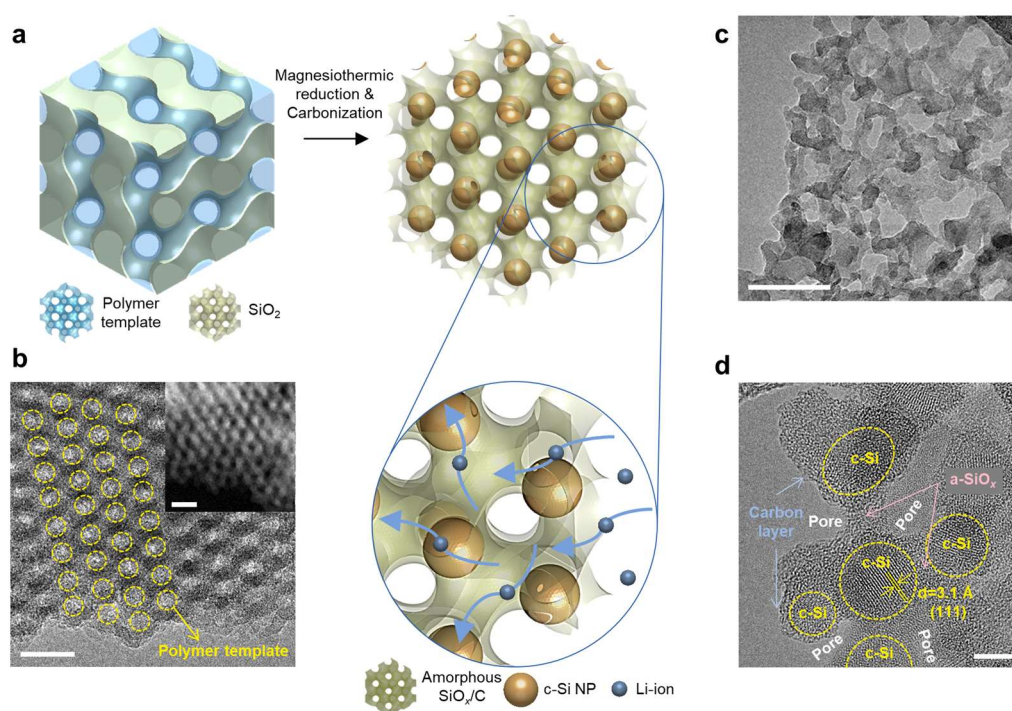 a
Magnesiothermic
reduction &
Carbonization
Polymer
template
SiO₂
b
Polymer template
Amorphous
SiOₓ/C
c-Si NP
Li-ion
c
d
c-Si
a-SiOₓ
Carbon
layer
Pore
Pore
c-Si
c-Si
d=3.1 Å
(111)
c-Si
Pore
Pore
c-Si